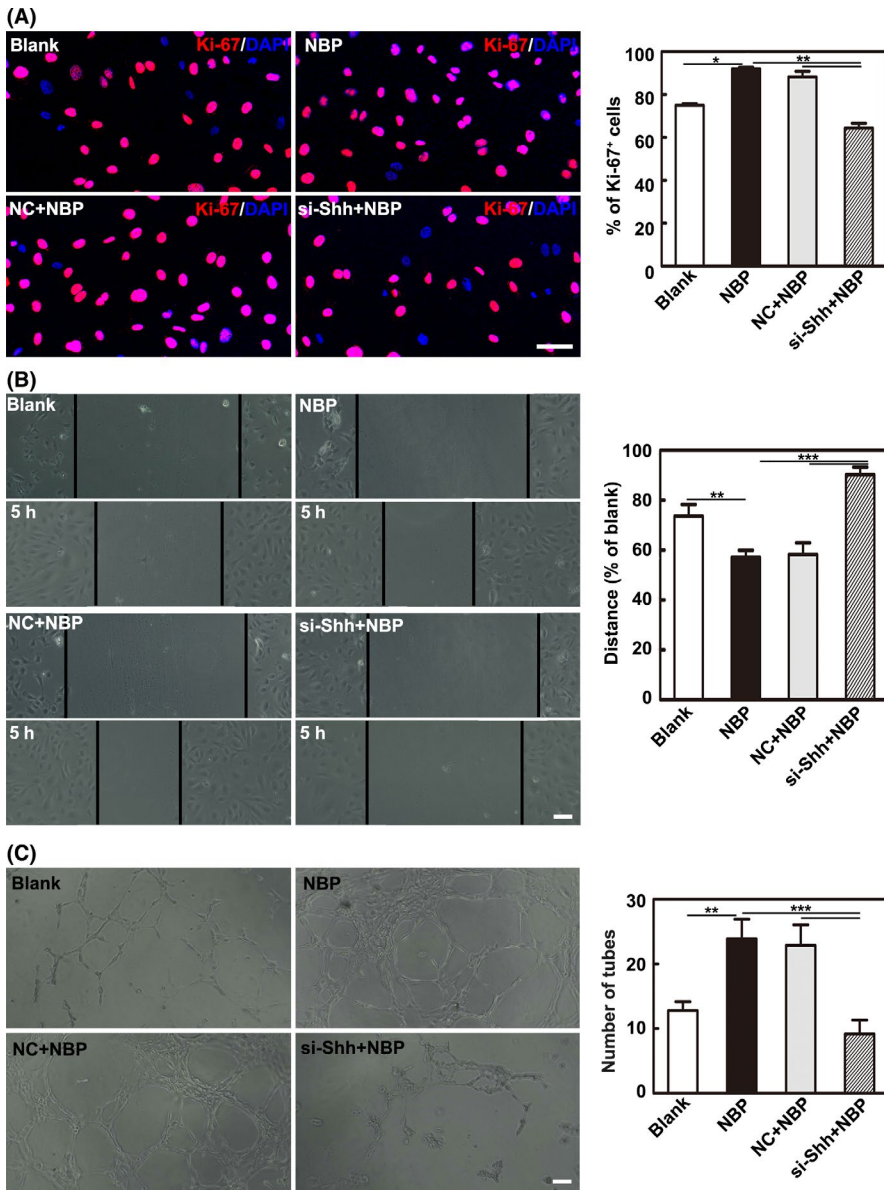 (A)
Blank Ki-67/DAPI NBP Ki-67/DAPI
NC+NBP Ki-67/DAPI si-Shh+NBP Ki-67/DAPI
% of Ki-67+ cells
100
80
60
40
20
0
* **
Blank
NBP
NC+NBP
si-Shh+NBP
(B)
Blank NBP
5 h 5 h
NC+NBP si-Shh+NBP
5 h 5 h
Distance (% of blank)
100
80
60
40
20
0
** ***
Blank
NBP
NC+NBP
si-Shh+NBP
(C)
Blank NBP
NC+NBP si-Shh+NBP
Number of tubes
30
20
10
0
** ***
Blank
NBP
NC+NBP
si-Shh+NBP